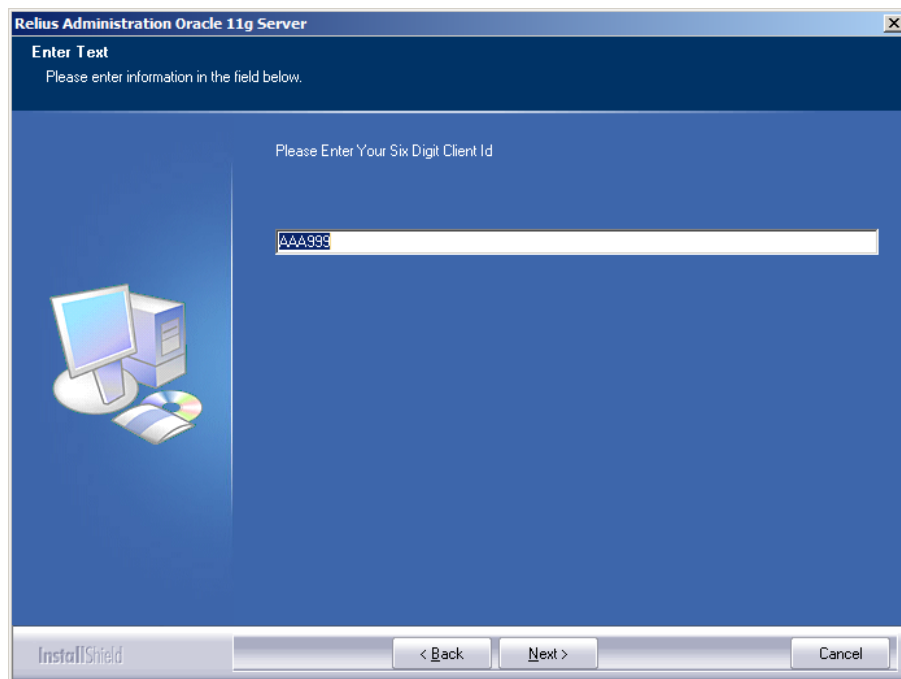 Relius Administration Oracle 11g Server
Enter Text
Please enter information in the field below.
Please Enter Your Six Digit Client Id
AAA999
InstallShield
< Back
Next >
Cancel